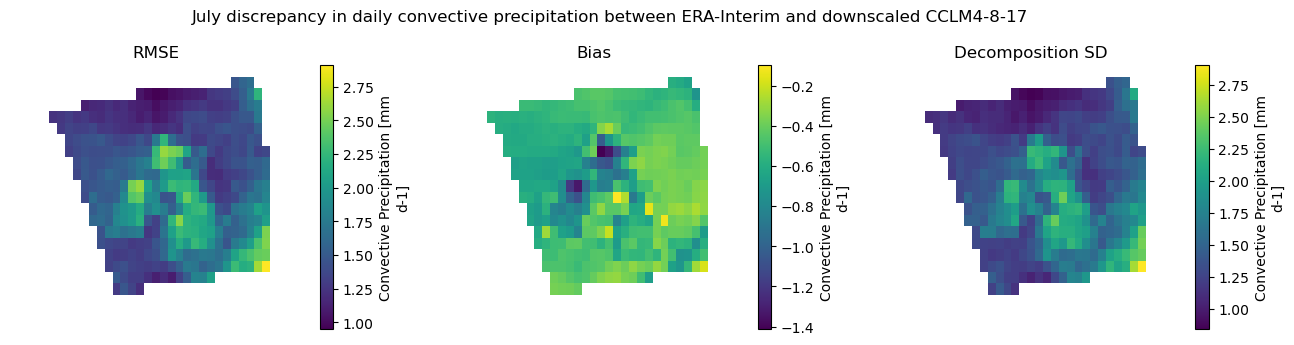 July discrepancy in daily convective precipitation between ERA-Interim and downscaled CCLM4-8-17
RMSE
2.75
2.50
2.25
2.00
1.75
1.50
1.25
1.00
Convective Precipitation [mm
d-1]
Bias
−0.2
−0.4
−0.6
−0.8
−1.0
−1.2
−1.4
Convective Precipitation [mm
d-1]
Decomposition SD
2.75
2.50
2.25
2.00
1.75
1.50
1.25
1.00
Convective Precipitation [mm
d-1]